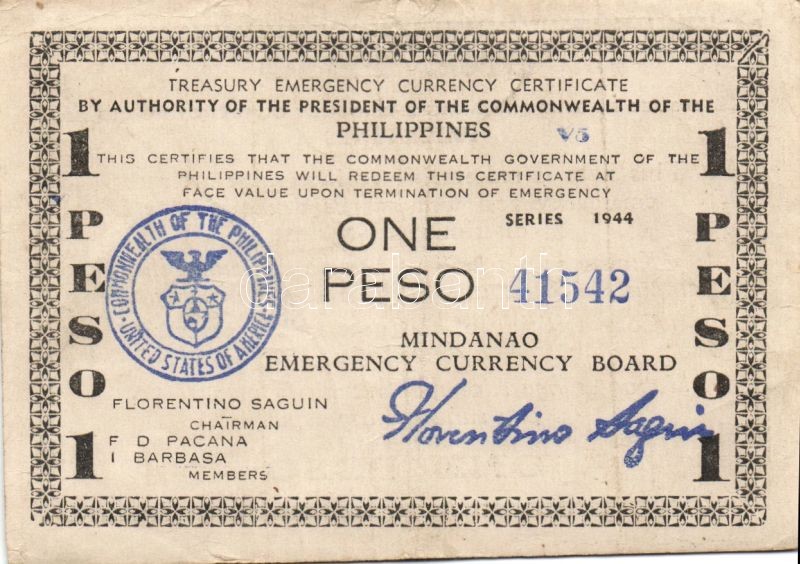 TREASURY EMERGENCY CURRENCY CERTIFICATE
BY AUTHORITY OF THE PRESIDENT OF THE COMMONWEALTH OF THE
PHILIPPINES
V5
THIS CERTIFIES THAT THE COMMONWEALTH GOVERNMENT OF THE
PHILIPPINES WILL REDEEM THIS CERTIFICATE AT
FACE VALUE UPON TERMINATION OF EMERGENCY
SERIES 1944
ONE
PESO 41542
1 PESO 1
1 PESO 1
COMMONWEALTH OF THE PHILIPPINES
UNITED STATES OF AMERICA
darabanth
MINDANAO
EMERGENCY CURRENCY BOARD
FLORENTINO SAGUIN
CHAIRMAN
F D PACANA
I BARBASA
MEMBERS
Florentino Saguin